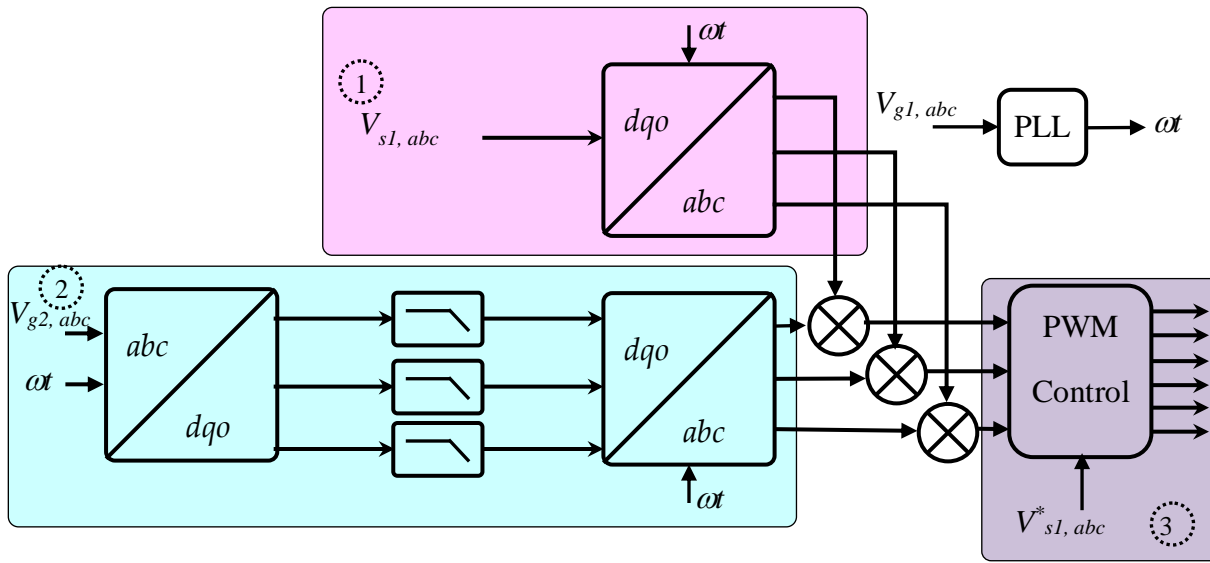 ωt
1
V_{s1, abc}
dqo
abc
V_{g1, abc}
PLL
ωt
2
V_{g2, abc}
ωt
abc
dqo
dqo
abc
ωt
PWM
Control
V^*_{s1, abc}
3